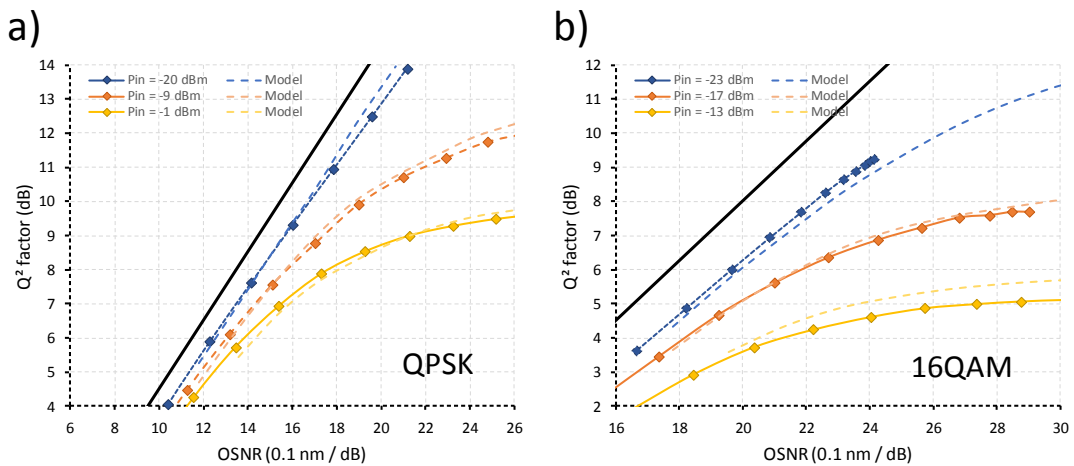 a)
14
13
12
11
10
9
8
7
6
5
4
Q² factor (dB)
Pin = -20 dBm
Model
Pin = -9 dBm
Model
Pin = -1 dBm
Model
QPSK
6 8 10 12 14 16 18 20 22 24 26
OSNR (0.1 nm / dB)
b)
12
11
10
9
8
7
6
5
4
3
2
Q² factor (dB)
Pin = -23 dBm
Model
Pin = -17 dBm
Model
Pin = -13 dBm
Model
16QAM
16 18 20 22 24 26 28 30
OSNR (0.1 nm / dB)